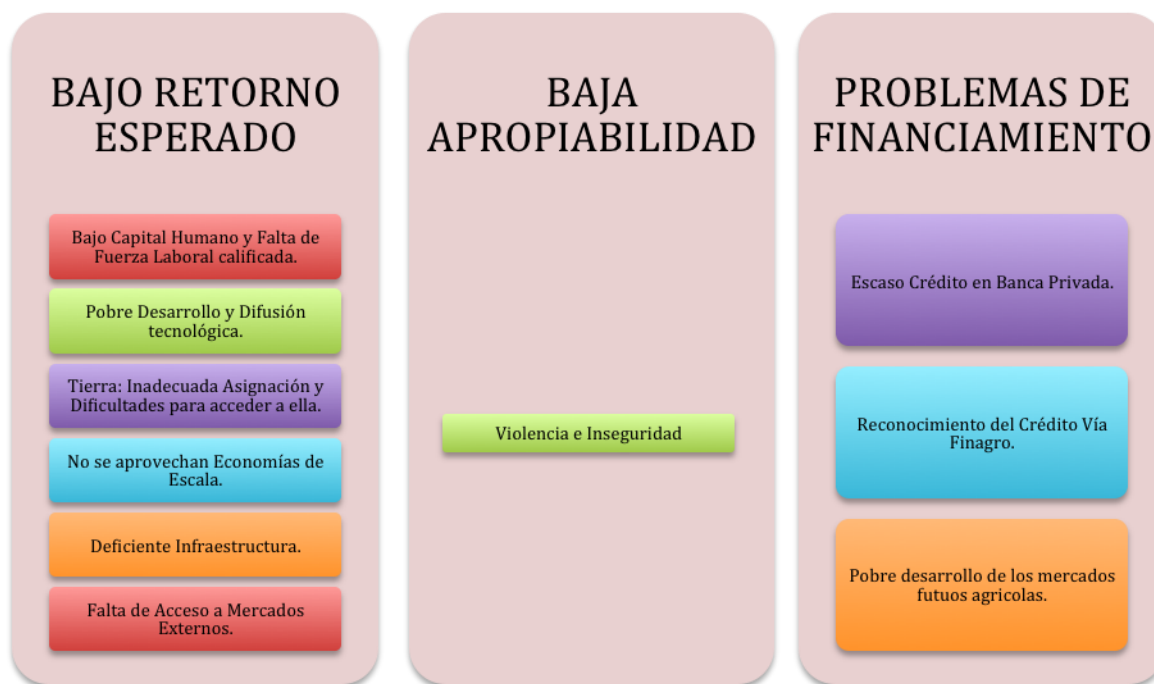 BAJO RETORNO
ESPERADO
Bajo Capital Humano y Falta de
Fuerza Laboral calificada.
Pobre Desarrollo y Difusión
tecnológica.
Tierra: Inadecuada Asignación y
Dificultades para acceder a ella.
No se aprovechan Economías de
Escala.
Deficiente Infraestructura.
Falta de Acceso a Mercados
Externos.
BAJA
APROPIABILIDAD
Violencia e Inseguridad
PROBLEMAS DE
FINANCIAMIENTO
Escaso Crédito en Banca Privada.
Reconocimiento del Crédito Vía
Finagro.
Pobre desarrollo de los mercados
futuos agricolas.